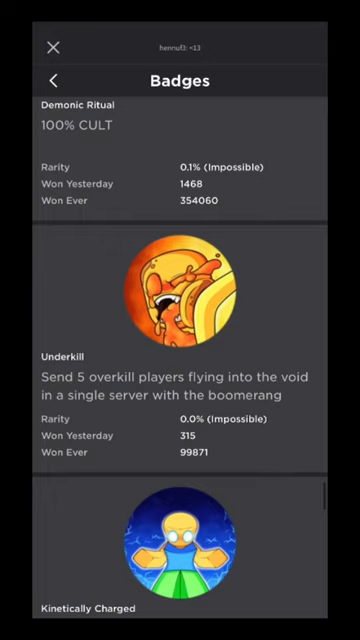 hennuf3: <13
Badges
Demonic Ritual
100% CULT
Rarity 0.1% (Impossible)
Won Yesterday 1468
Won Ever 354060
Underkill
Send 5 overkill players flying into the void
in a single server with the boomerang
Rarity 0.0% (Impossible)
Won Yesterday 315
Won Ever 99871
Kinetically Charged